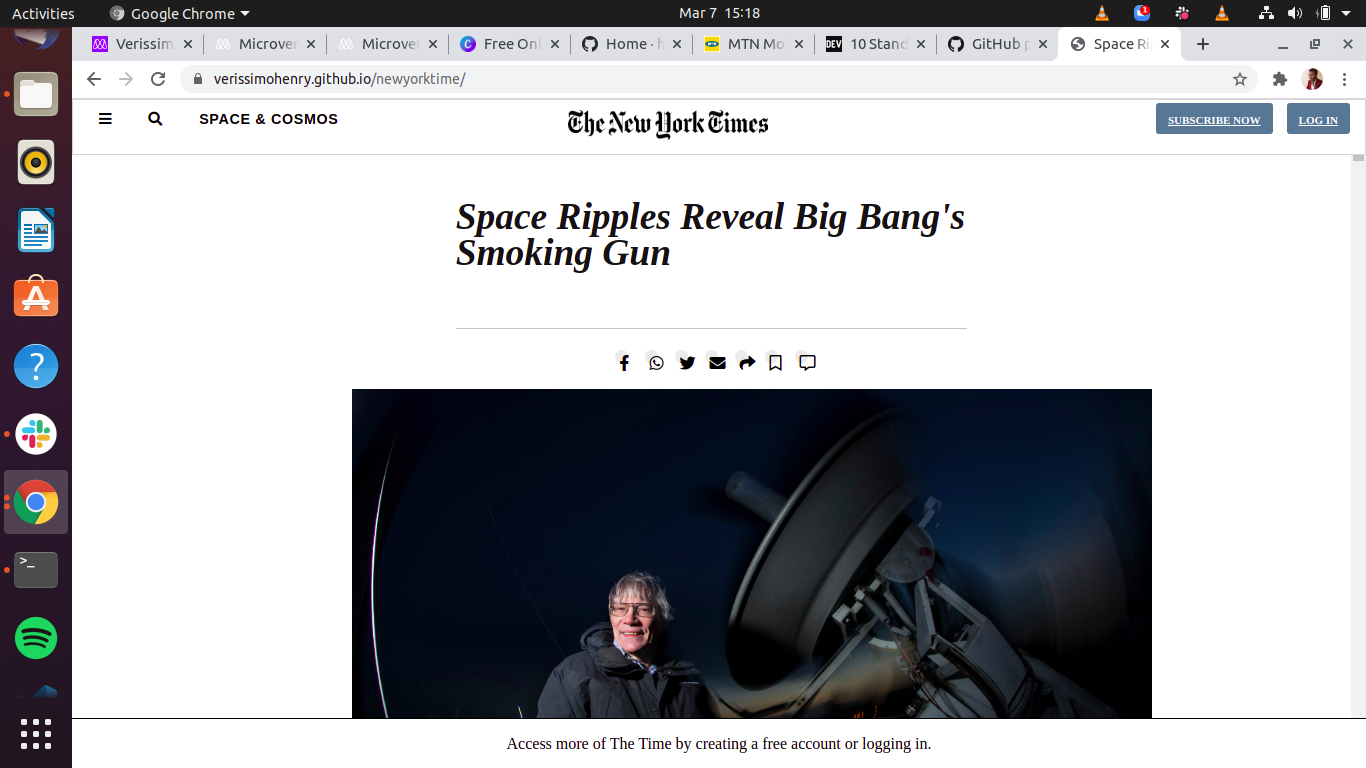 Activities Google Chrome Mar 7 15:18
Verissim Microver Microver Free Onl Home · h MTN Mo DEV 10 Stand GitHub p Space Ri
verissimohenry.github.io/newyorktime/
SPACE & COSMOS The New York Times SUBSCRIBE NOW LOG IN
Space Ripples Reveal Big Bang's
Smoking Gun
Access more of The Time by creating a free account or logging in.